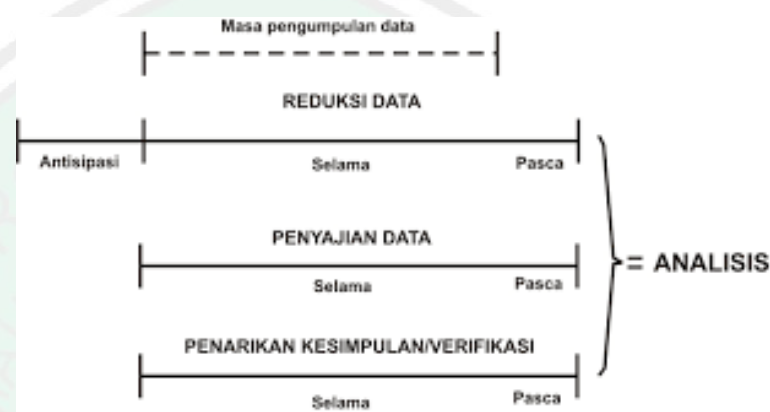 Masa pengumpulan data
REDUKSI DATA
Antisipasi Selama Pasca
PENYAJIAN DATA
Selama Pasca
= ANALISIS
PENARIKAN KESIMPULAN/VERIFIKASI
Selama Pasca